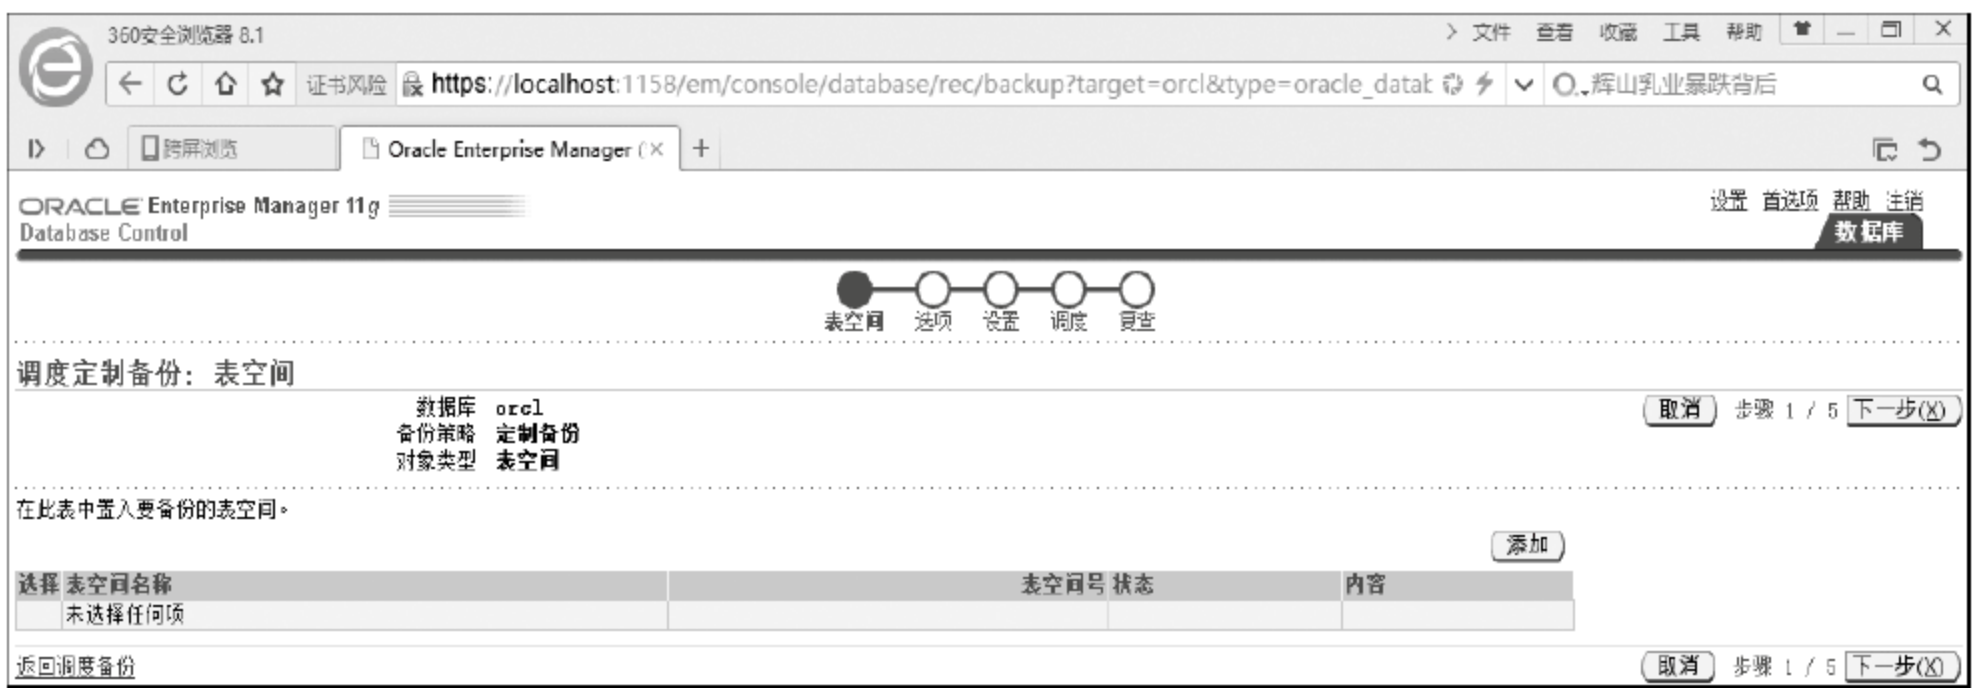 360安全浏览器 8.1
文件 查看 收藏 工具 帮助
证书风险 https://localhost:1158/em/console/database/rec/backup?target=orcl&type=oracle_datab 辉山乳业暴跌背后
跨屏浏览 Oracle Enterprise Manager (
ORACLE Enterprise Manager 11g
Database Control
设置 首选项 帮助 注销
数据库
表空间 选项 设置 调度 复查
调度定制备份: 表空间
数据库 orcl
备份策略 定制备份
对象类型 表空间
取消 步骤 1 / 5 下一步(X)
在此表中置入要备份的表空间。
添加
选择 表空间名称 表空间号 状态 内容
未选择任何项
返回调度备份
取消 步骤 1 / 5 下一步(X)